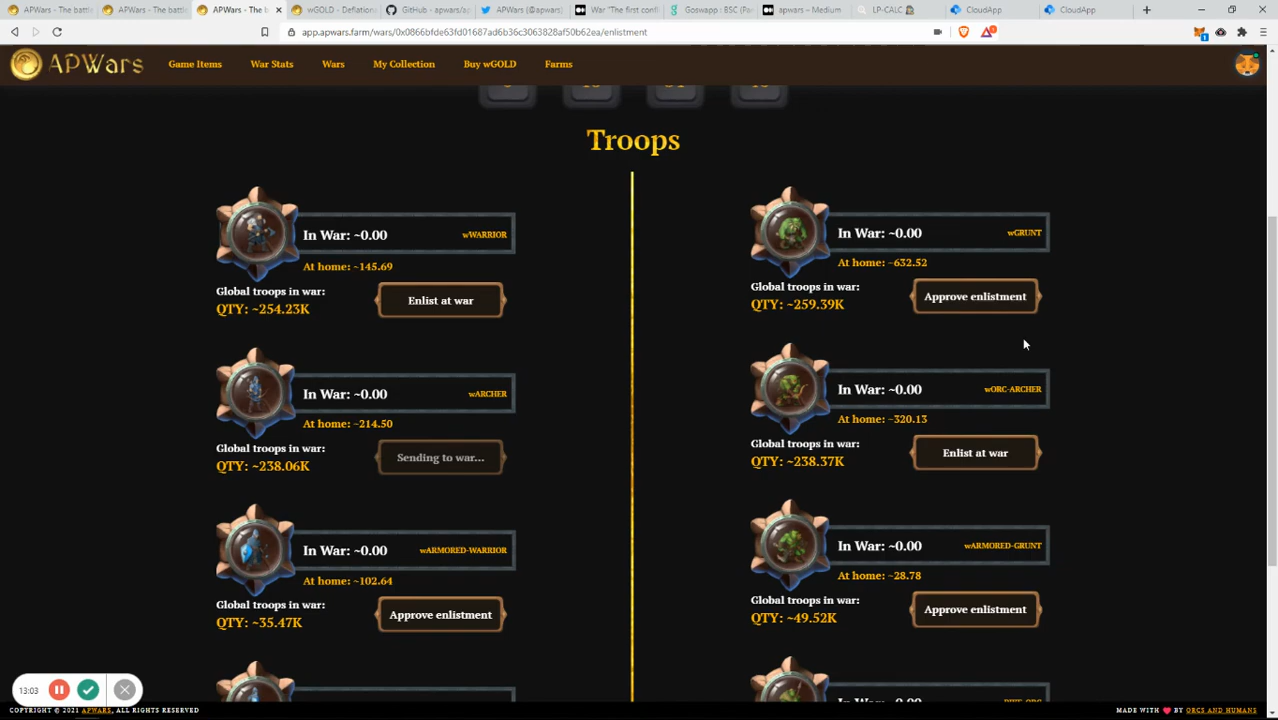 APWars - The battl
APWars - The battl
APWars - The b
wGOLD - Deflation
GitHub - apwars/ap
APWars (@apwars)
War "The first confl
Goswapp : BSC (Pan
apwars – Medium
LP-CALC
CloudApp
CloudApp
app.apwars.farm/wars/0x0866bfde63fd01687ad6b36c3063828af50b62ea/enlistment
APWARS
Game Items
War Stats
Wars
My Collection
Buy wGOLD
Farms
Troops
In War: ~0.00
wWARRIOR
At home: ~145.69
Global troops in war:
QTY: ~254.23K
Enlist at war
In War: ~0.00
wGRUNT
At home: ~632.52
Global troops in war:
QTY: ~259.39K
Approve enlistment
In War: ~0.00
wARCHER
At home: ~214.50
Global troops in war:
QTY: ~238.06K
Sending to war...
In War: ~0.00
wORC-ARCHER
At home: ~320.13
Global troops in war:
QTY: ~238.37K
Enlist at war
In War: ~0.00
wARMORED-WARRIOR
At home: ~102.64
Global troops in war:
QTY: ~35.47K
Approve enlistment
In War: ~0.00
wARMORED-GRUNT
At home: ~28.78
Global troops in war:
QTY: ~49.52K
Approve enlistment
13:03
COPYRIGHT © 2021 APWARS, ALL RIGHTS RESERVED
MADE WITH ❤ BY ORCS AND HUMANS